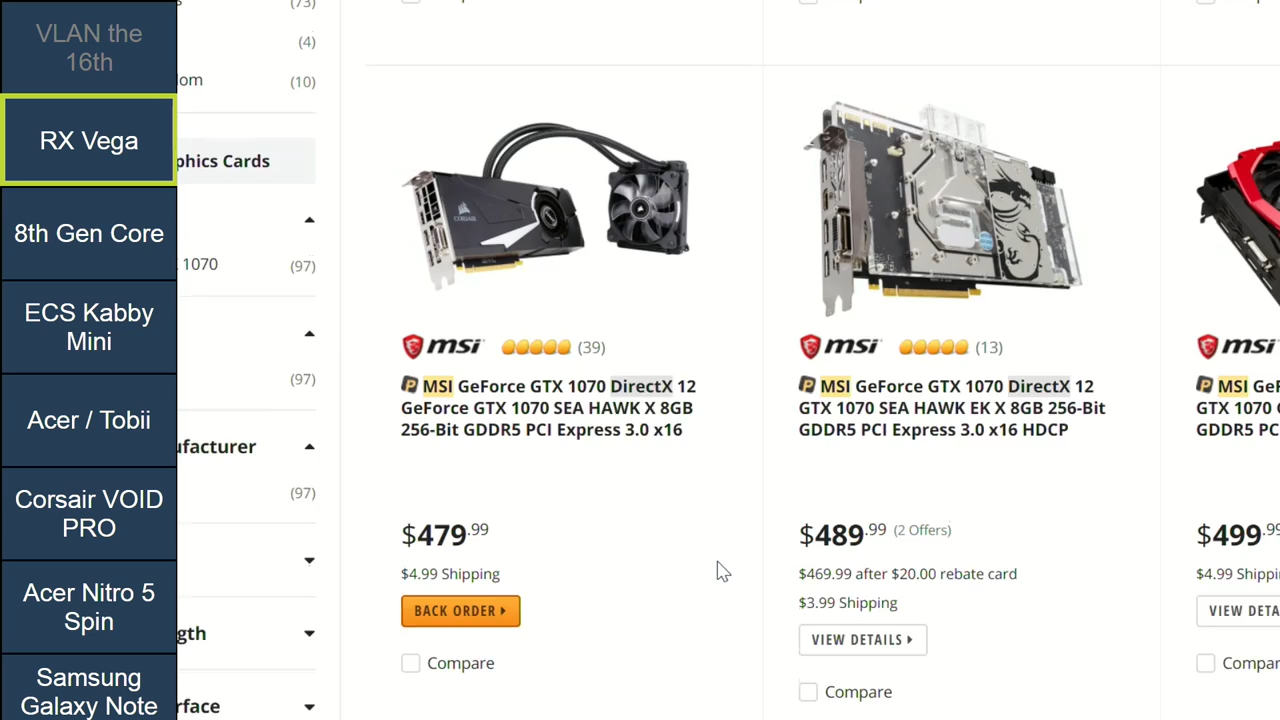 VLAN the
16th
RX Vega
8th Gen Core
ECS Kabby
Mini
Acer / Tobii
Corsair VOID
PRO
Acer Nitro 5
Spin
Samsung
Galaxy Note
(73)
(4)
dom
(10)
phics Cards
1070
(97)
(97)
ufacturer
(97)
gth
rface
CORSAIR
msi (39)
MSI GeForce GTX 1070 DirectX 12
GeForce GTX 1070 SEA HAWK X 8GB
256-Bit GDDR5 PCI Express 3.0 x16
$479.99
$4.99 Shipping
BACK ORDER
Compare
msi (13)
MSI GeForce GTX 1070 DirectX 12
GTX 1070 SEA HAWK EK X 8GB 256-Bit
GDDR5 PCI Express 3.0 x16 HDCP
$489.99 (2 Offers)
$469.99 after $20.00 rebate card
$3.99 Shipping
VIEW DETAILS
Compare
msi
MSI GeF
GTX 1070
GDDR5 PC
$499.99
$4.99 Shippi
VIEW DETA
Compar